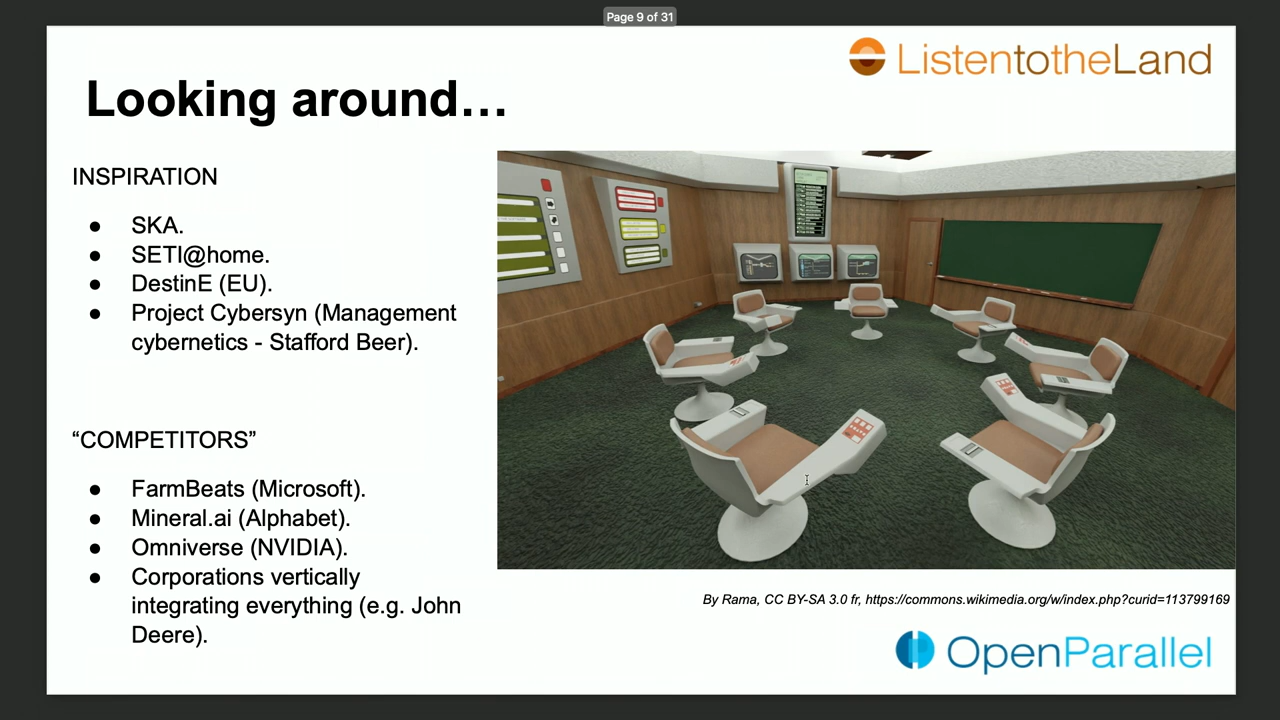 Page 9 of 31
ListentotheLand
Looking around…
INSPIRATION
● SKA.
● SETI@home.
● DestinE (EU).
● Project Cybersyn (Management
cybernetics - Stafford Beer).
“COMPETITORS”
● FarmBeats (Microsoft).
● Mineral.ai (Alphabet).
● Omniverse (NVIDIA).
● Corporations vertically
integrating everything (e.g. John
Deere).
By Rama, CC BY-SA 3.0 fr, https://commons.wikimedia.org/w/index.php?curid=113799169
OpenParallel